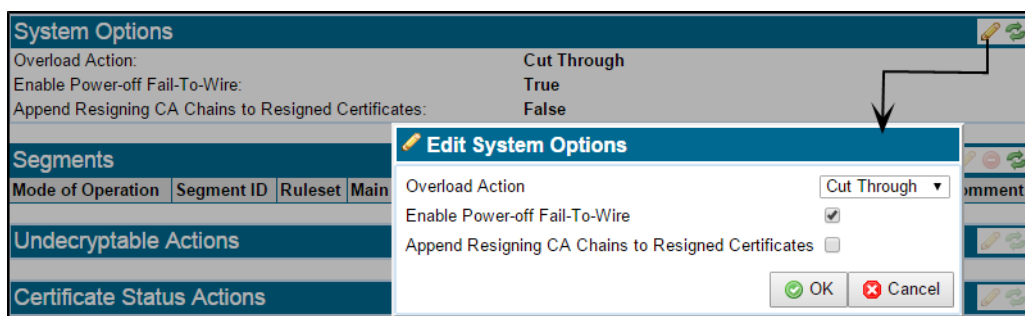 System Options
Overload Action: Cut Through
Enable Power-off Fail-To-Wire: True
Append Resigning CA Chains to Resigned Certificates: False
Segments
Mode of Operation Segment ID Ruleset Main
Undecryptable Actions
Certificate Status Actions
Edit System Options
Overload Action Cut Through
Enable Power-off Fail-To-Wire
Append Resigning CA Chains to Resigned Certificates
OK Cancel